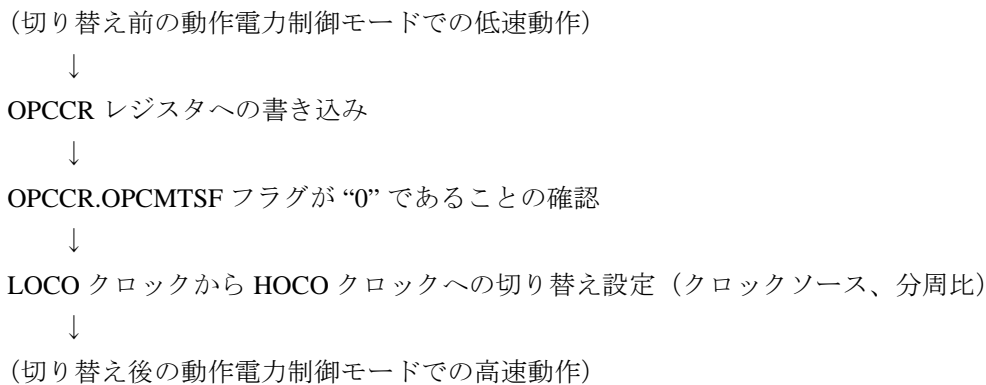 （切り替え前の動作電力制御モードでの低速動作）
↓
OPCCR レジスタへの書き込み
↓
OPCCR.OPCMTSF フラグが “0” であることの確認
↓
LOCO クロックから HOCO クロックへの切り替え設定（クロックソース、分周比）
↓
（切り替え後の動作電力制御モードでの高速動作）